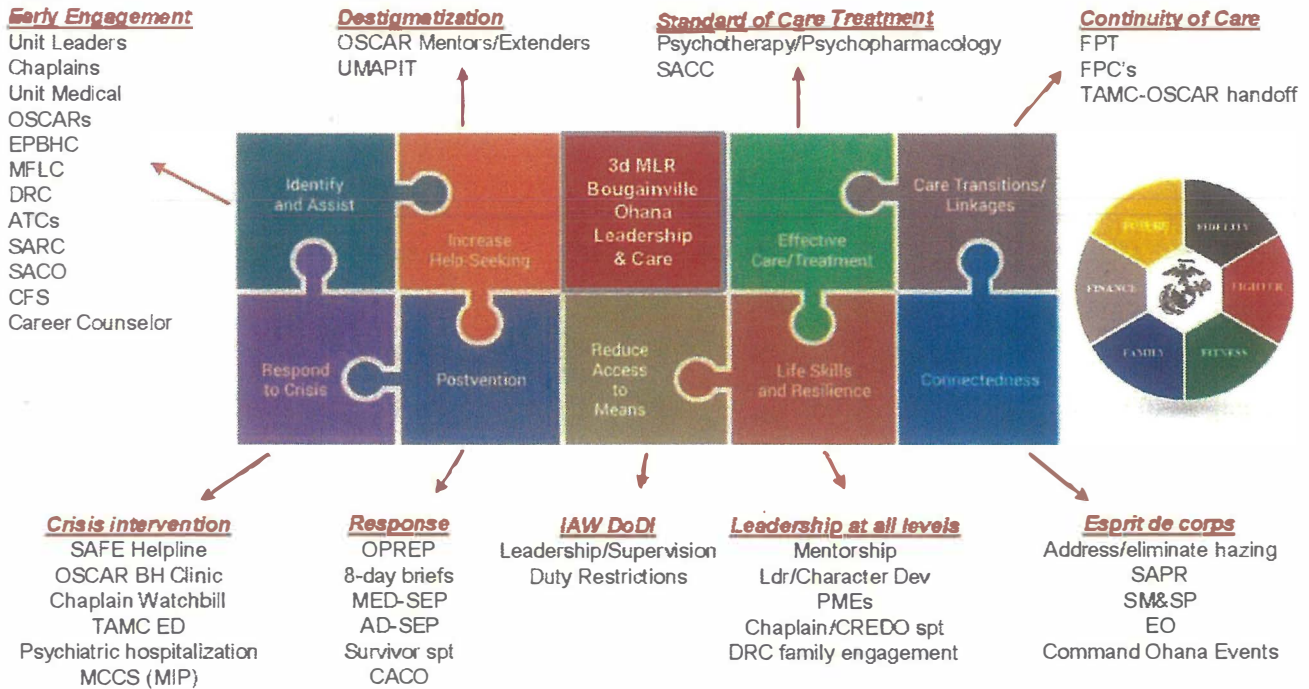 Early Engagement
Unit Leaders
Chaplains
Unit Medical
OSCARs
EPBHC
MFLC
DRC
ATCs
SARC
SACO
CFS
Career Counselor
Destigmatization
OSCAR Mentors/Extenders
UMAPIT
Standard of Care Treatment
Psychotherapy/Psychopharmacology
SACC
Continuity of Care
FPT
FPC's
TAMC-OSCAR handoff
Identify
and Assist
Increase
Help-Seeking
3d MLR
Bougainville
Ohana
Leadership
& Care
Effective
Care/Treatment
Care Transitions/
Linkages
Respond
to Crisis
Postvention
Reduce
Access
to
Means
Life Skills
and Resilience
Connectedness
FUTURE
FIDELITY
FINANCE
FIGHTER
FAMILY
FITNESS
Crisis intervention
SAFE Helpline
OSCAR BH Clinic
Chaplain Watchbill
TAMC ED
Psychiatric hospitalization
MCCS (MIP)
Response
OPREP
8-day briefs
MED-SEP
AD-SEP
Survivor spt
CACO
IAW DoDI
Leadership/Supervision
Duty Restrictions
Leadership at all levels
Mentorship
Ldr/Character Dev
PMEs
Chaplain/CREDO spt
DRC family engagement
Esprit de corps
Address/eliminate hazing
SAPR
SM&SP
EO
Command Ohana Events